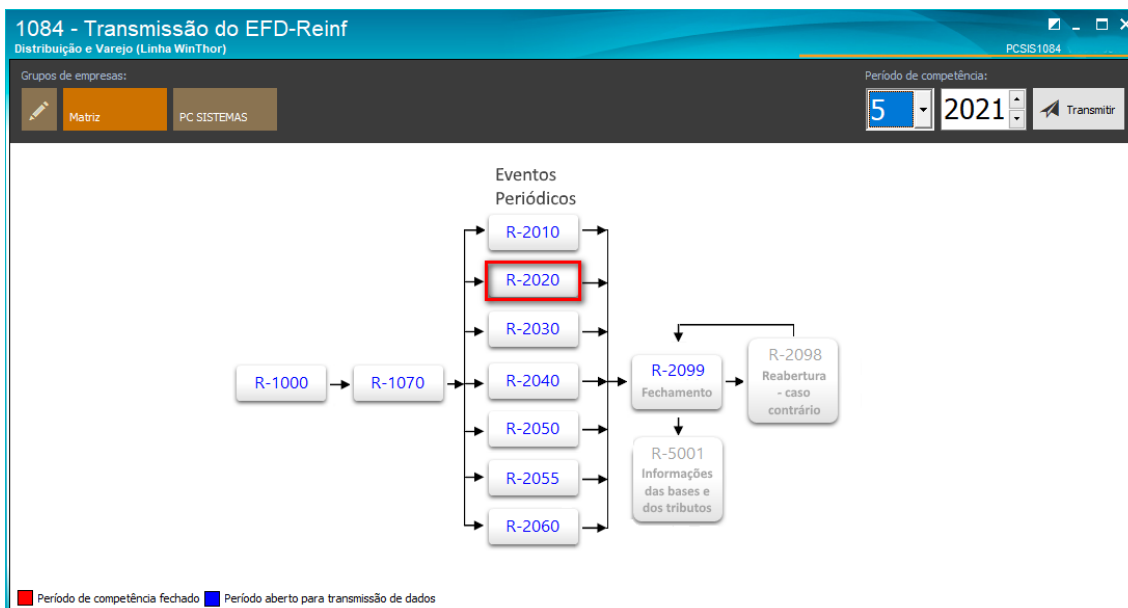 1084 - Transmissão do EFD-Reinf
Distribuição e Varejo (Linha WinThor)
PCSIS1084
Grupos de empresas:
Período de competência:
Matriz
PC SISTEMAS
5
2021
Transmitir
Eventos
Periódicos
R-2010
R-2020
R-2030
R-1000
R-1070
R-2040
R-2050
R-2055
R-2060
R-2099
Fechamento
R-2098
Reabertura
- caso
contrário
R-5001
Informações
das bases e
dos tributos
Período de competência fechado
Período aberto para transmissão de dados